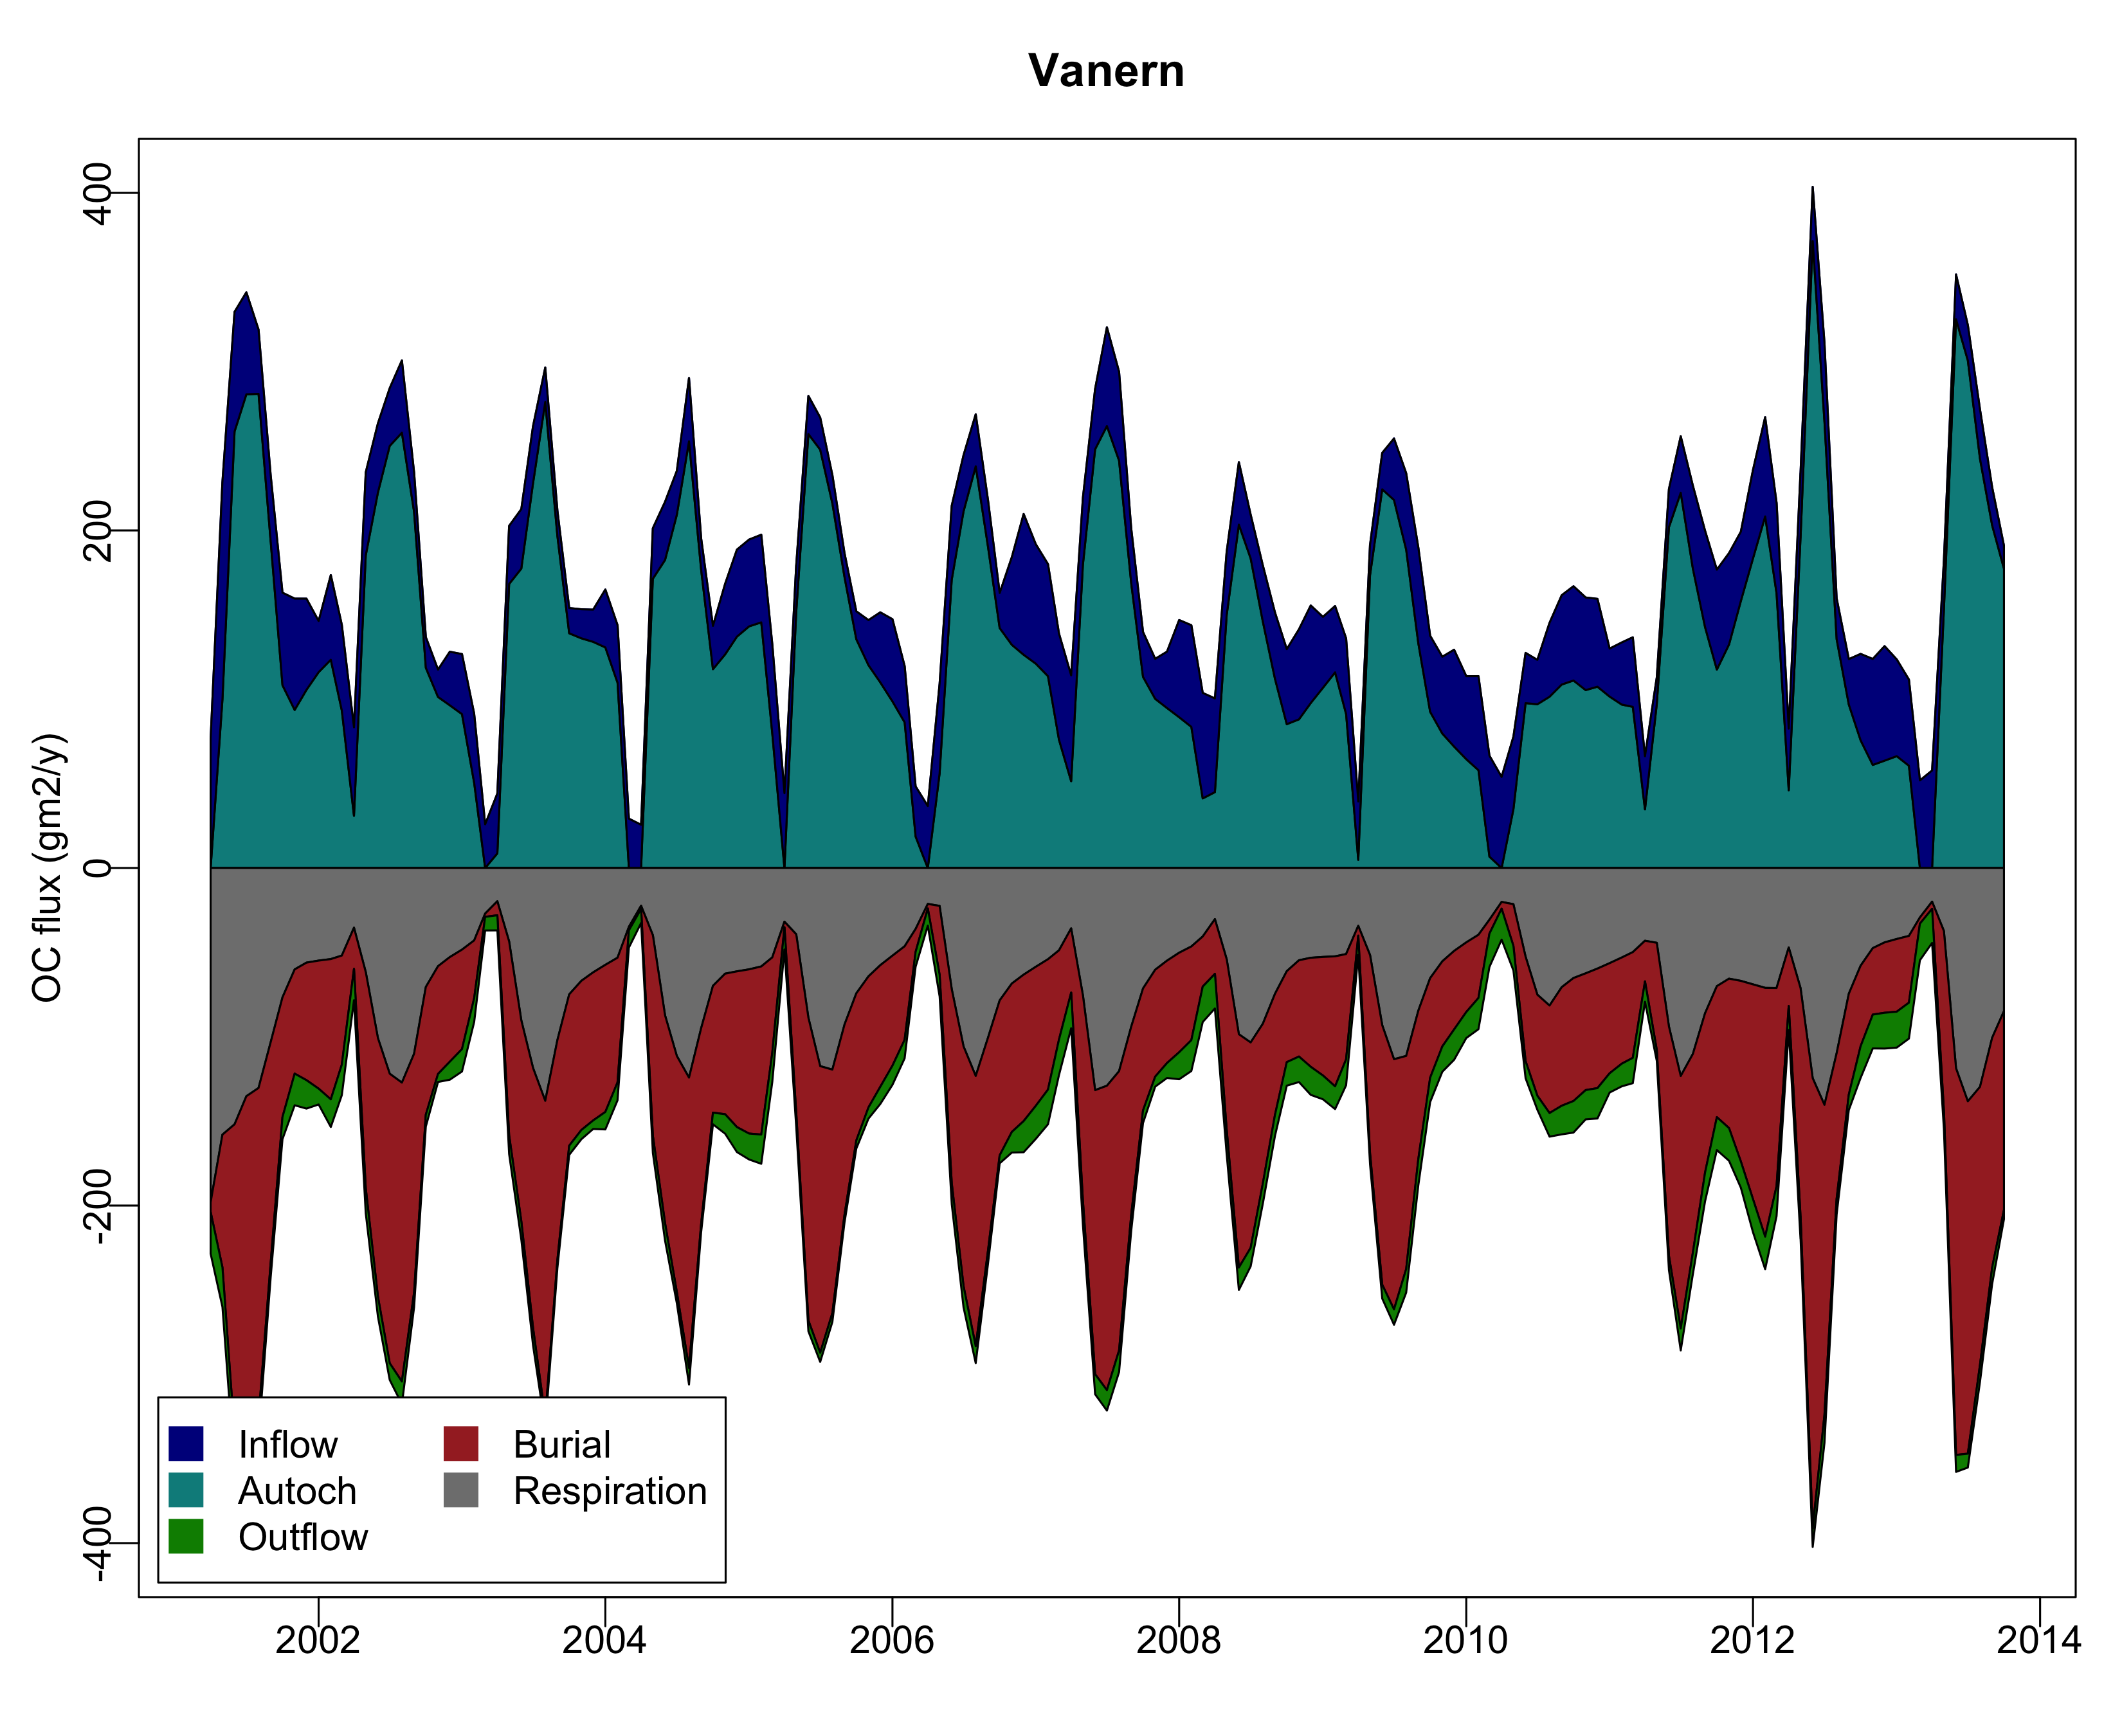 Vanern
OC flux (gm2/y)
400
200
0
-200
-400
Inflow
Autoch
Outflow
Burial
Respiration
2002 2004 2006 2008 2010 2012 2014